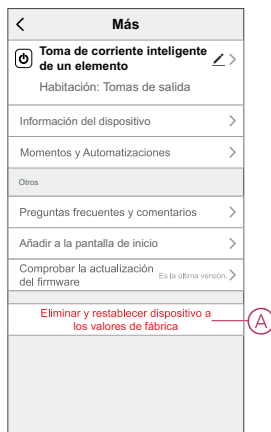 Más
Toma de corriente inteligente
de un elemento
Habitación: Tomas de salida
Información del dispositivo
Momentos y Automatizaciones
Otros
Preguntas frecuentes y comentarios
Añadir a la pantalla de inicio
Comprobar la actualización
del firmware
Es la última versión.
Eliminar y restablecer dispositivo a
los valores de fábrica
A